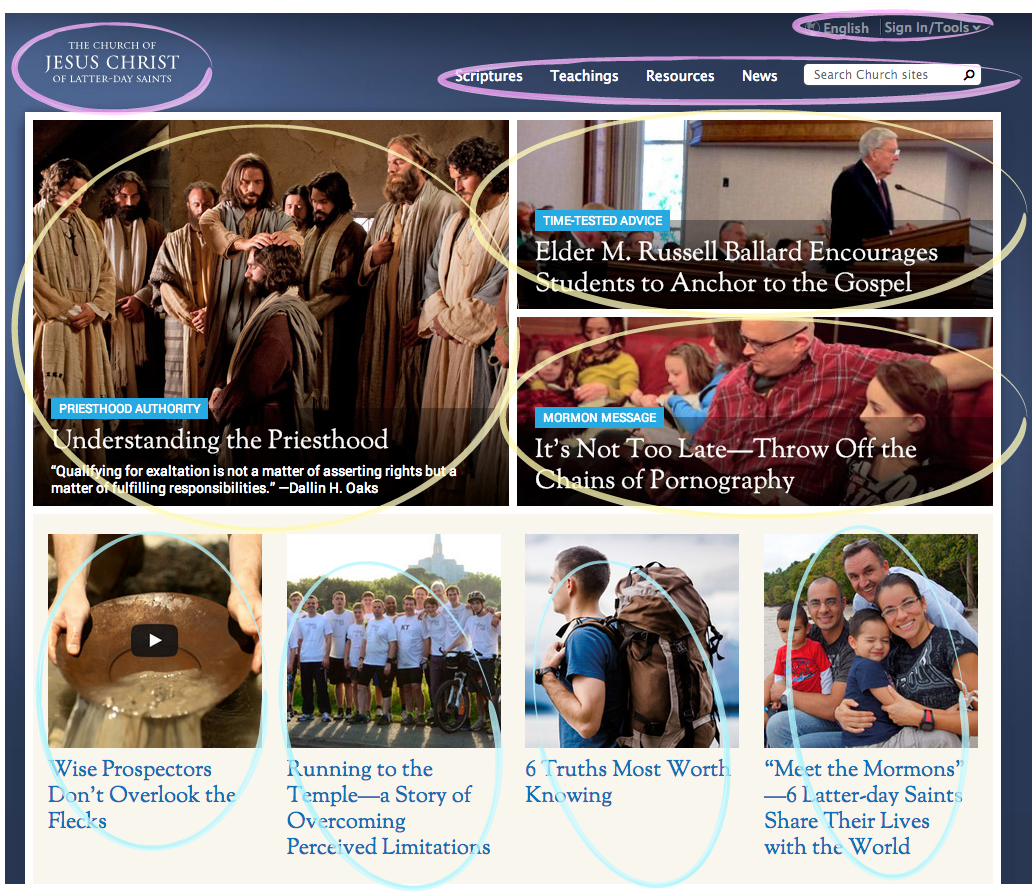 English
Sign In/Tools
THE CHURCH OF
JESUS CHRIST
OF LATTER-DAY SAINTS
Scriptures
Teachings
Resources
News
Search Church sites
PRIESTHOOD AUTHORITY
Understanding the Priesthood
“Qualifying for exaltation is not a matter of asserting rights but a
matter of fulfilling responsibilities.” —Dallin H. Oaks
TIME-TESTED ADVICE
Elder M. Russell Ballard Encourages
Students to Anchor to the Gospel
MORMON MESSAGE
It’s Not Too Late—Throw Off the
Chains of Pornography
Wise Prospectors
Don’t Overlook the
Flecks
Running to the
Temple—a Story of
Overcoming
Perceived Limitations
6 Truths Most Worth
Knowing
“Meet the Mormons”
—6 Latter-day Saints
Share Their Lives
with the World